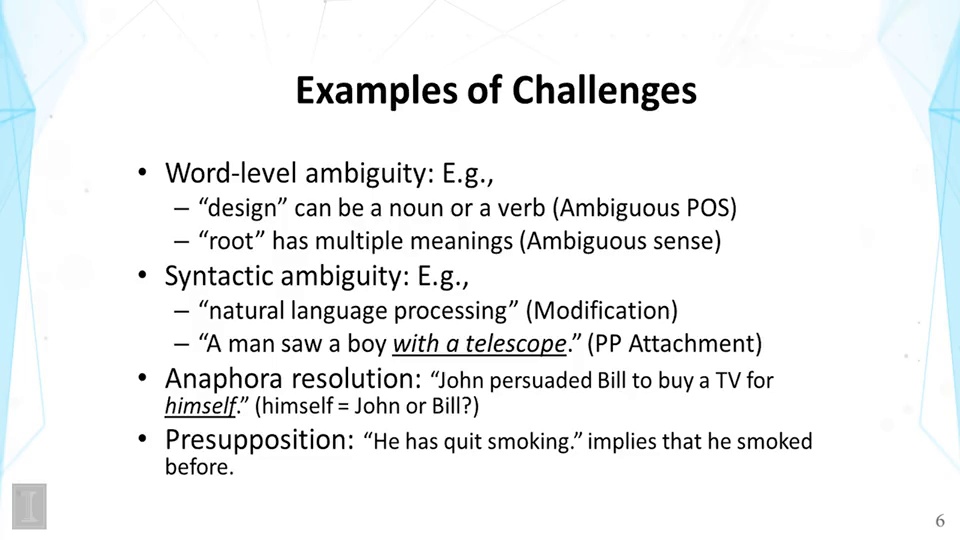 Examples of Challenges
• Word-level ambiguity: E.g.,
– “design” can be a noun or a verb (Ambiguous POS)
– “root” has multiple meanings (Ambiguous sense)
• Syntactic ambiguity: E.g.,
– “natural language processing” (Modification)
– “A man saw a boy with a telescope.” (PP Attachment)
• Anaphora resolution: “John persuaded Bill to buy a TV for
himself.” (himself = John or Bill?)
• Presupposition: “He has quit smoking.” implies that he smoked
before.
I
6